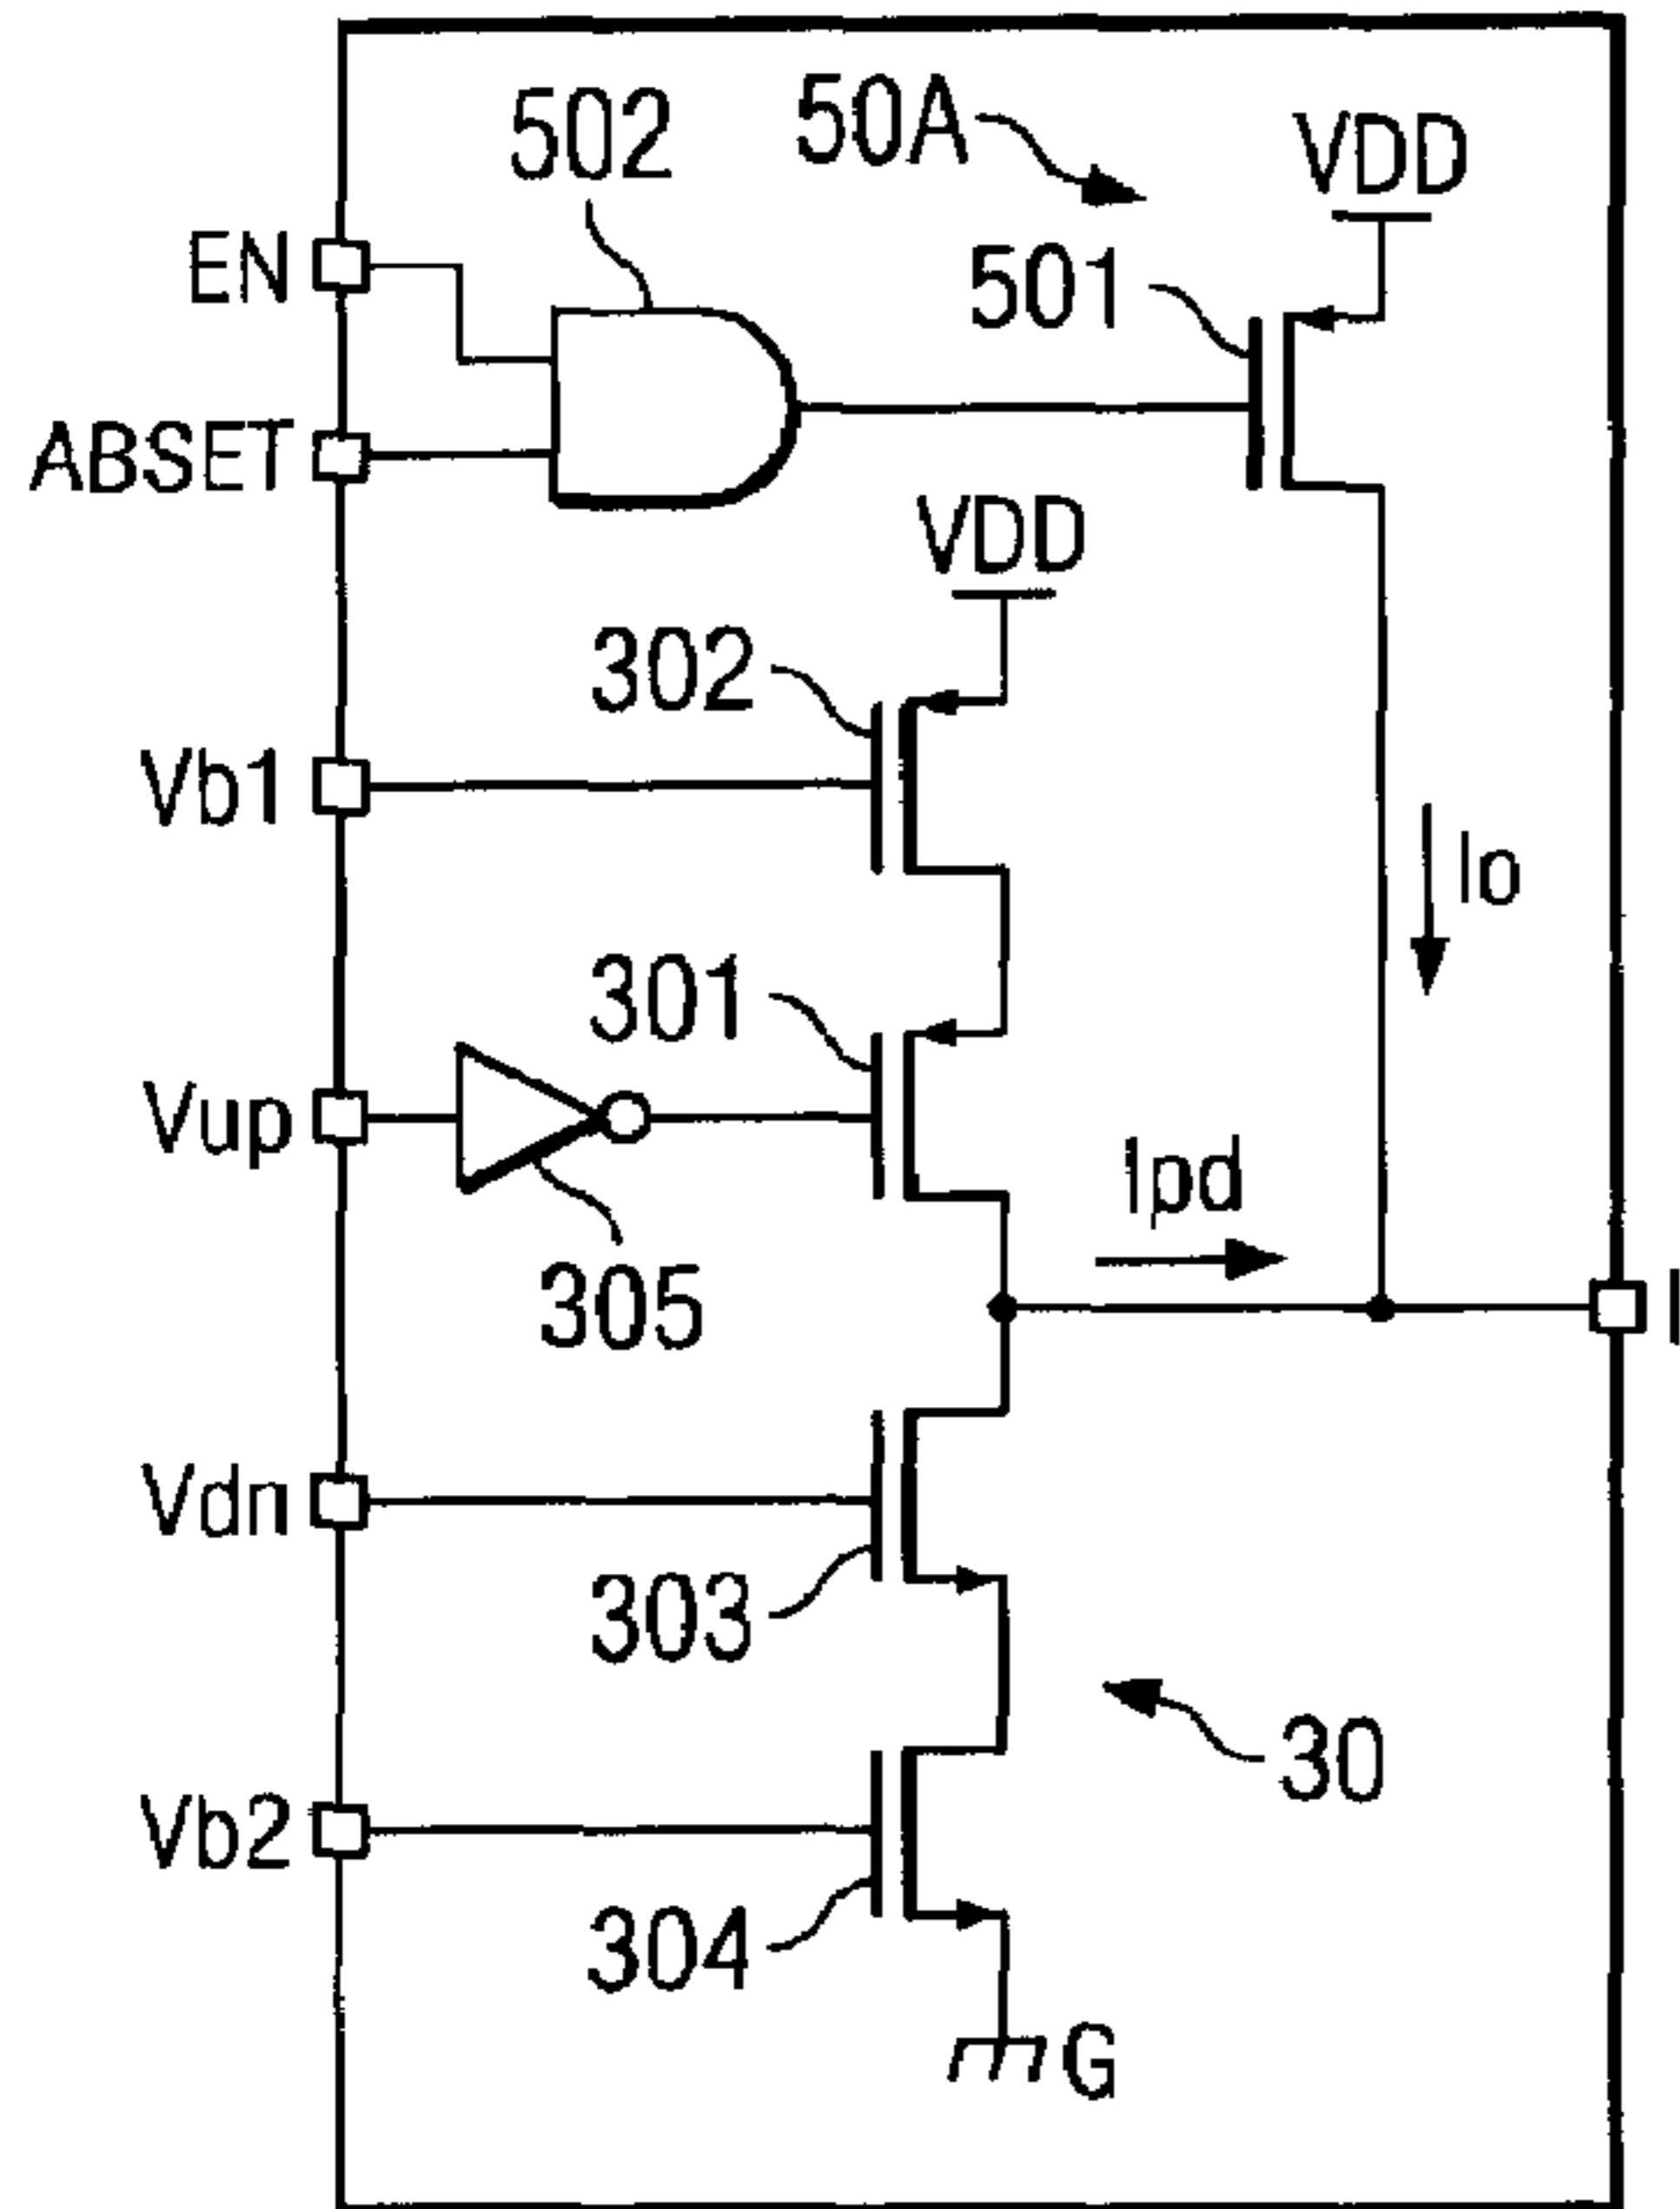 502
50A
VDD
EN
501
ABSET
VDD
302
Vb1
Io
301
Vup
Ipd
305
I
Vdn
303
30
Vb2
304
G